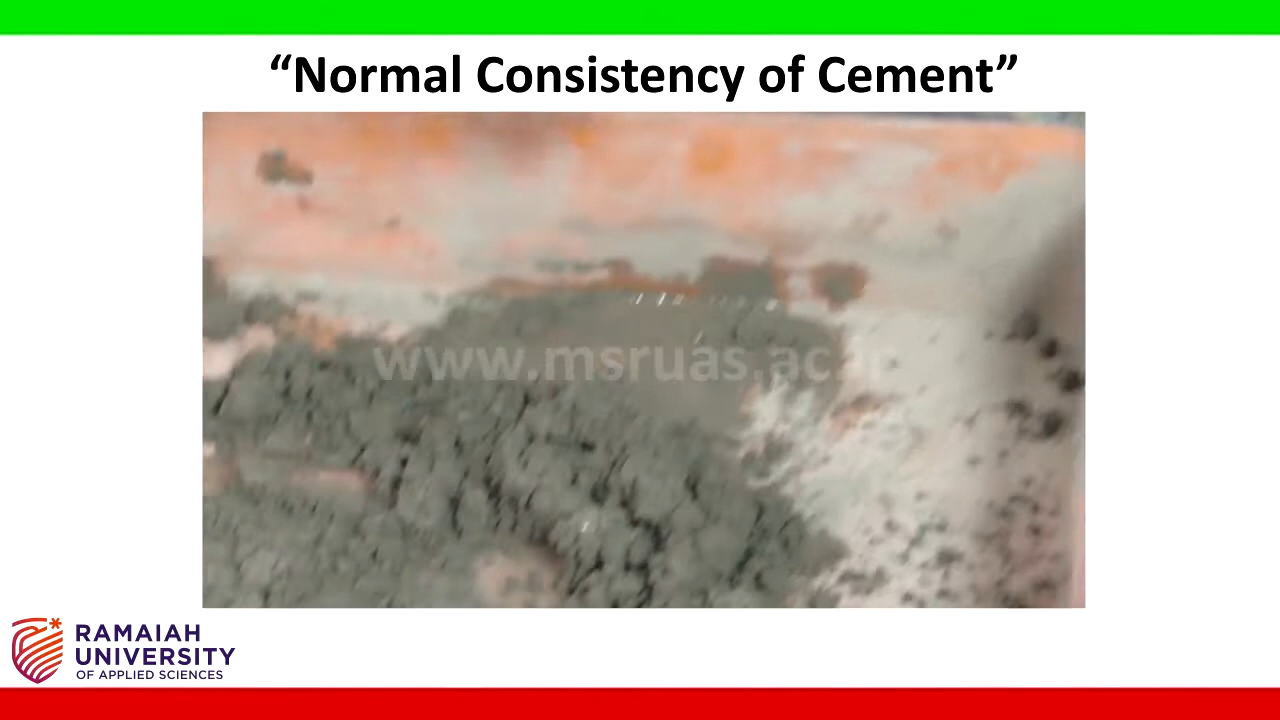 “Normal Consistency of Cement”
www.msruas.ac.in
RAMAIAH
UNIVERSITY
OF APPLIED SCIENCES